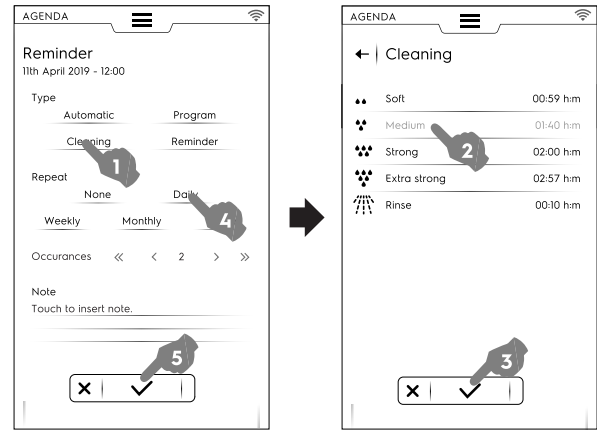 AGENDA
Reminder
11th April 2019 - 12:00
Type
Automatic Program
Cleaning Reminder
1
Repeat
None Daily
4
Weekly Monthly
Occurances « < 2 > »
Note
Touch to insert note.
5
AGENDA
Cleaning
Soft 00:59 h:m
Medium 01:40 h:m
2
Strong 02:00 h:m
Extra strong 02:57 h:m
Rinse 00:10 h:m
3